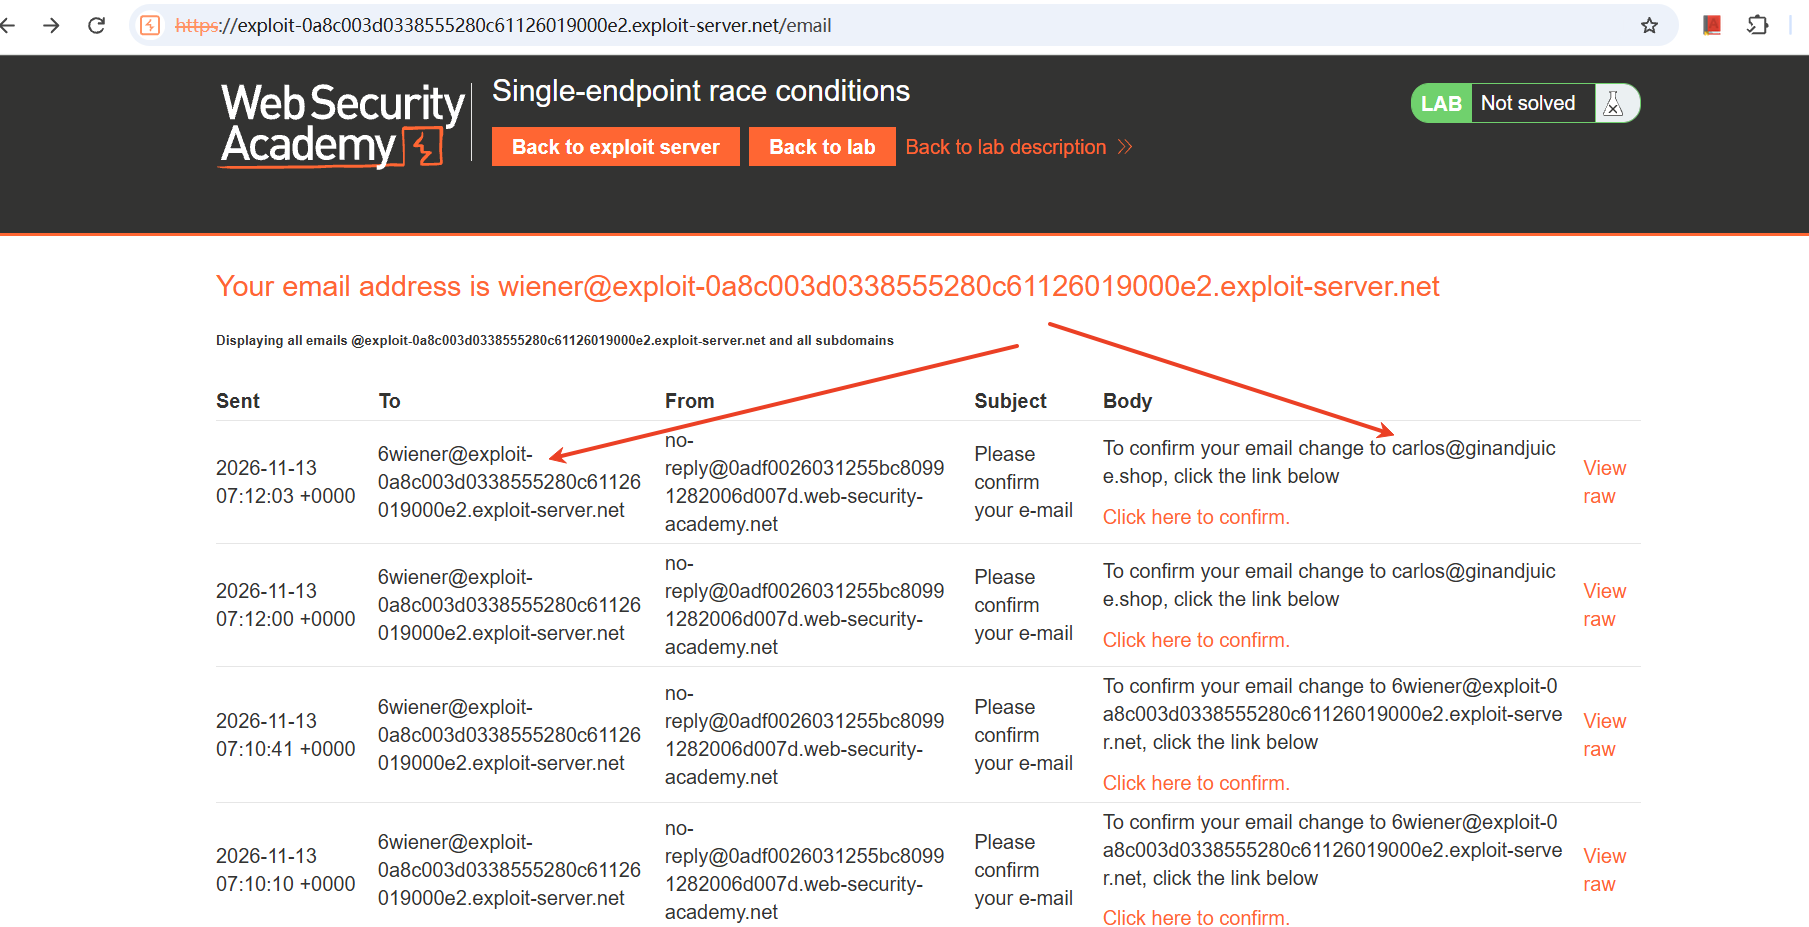 https://exploit-0a8c003d0338555280c61126019000e2.exploit-server.net/email
Web Security
Academy
Single-endpoint race conditions
Back to exploit server
Back to lab
Back to lab description
LAB
Not solved
Your email address is wiener@exploit-0a8c003d0338555280c61126019000e2.exploit-server.net
Displaying all emails @exploit-0a8c003d0338555280c61126019000e2.exploit-server.net and all subdomains
Sent To From Subject Body
2026-11-13
07:12:03 +0000
6wiener@exploit-
0a8c003d0338555280c61126
019000e2.exploit-server.net
no-
reply@0adf0026031255bc8099
1282006d007d.web-security-
academy.net
Please
confirm
your e-mail
To confirm your email change to carlos@ginandjuic
e.shop, click the link below
Click here to confirm.
View
raw
2026-11-13
07:12:00 +0000
6wiener@exploit-
0a8c003d0338555280c61126
019000e2.exploit-server.net
no-
reply@0adf0026031255bc8099
1282006d007d.web-security-
academy.net
Please
confirm
your e-mail
To confirm your email change to carlos@ginandjuic
e.shop, click the link below
Click here to confirm.
View
raw
2026-11-13
07:10:41 +0000
6wiener@exploit-
0a8c003d0338555280c61126
019000e2.exploit-server.net
no-
reply@0adf0026031255bc8099
1282006d007d.web-security-
academy.net
Please
confirm
your e-mail
To confirm your email change to 6wiener@exploit-0
a8c003d0338555280c61126019000e2.exploit-serve
r.net, click the link below
Click here to confirm.
View
raw
2026-11-13
07:10:10 +0000
6wiener@exploit-
0a8c003d0338555280c61126
019000e2.exploit-server.net
no-
reply@0adf0026031255bc8099
1282006d007d.web-security-
academy.net
Please
confirm
your e-mail
To confirm your email change to 6wiener@exploit-0
a8c003d0338555280c61126019000e2.exploit-serve
r.net, click the link below
Click here to confirm.
View
raw